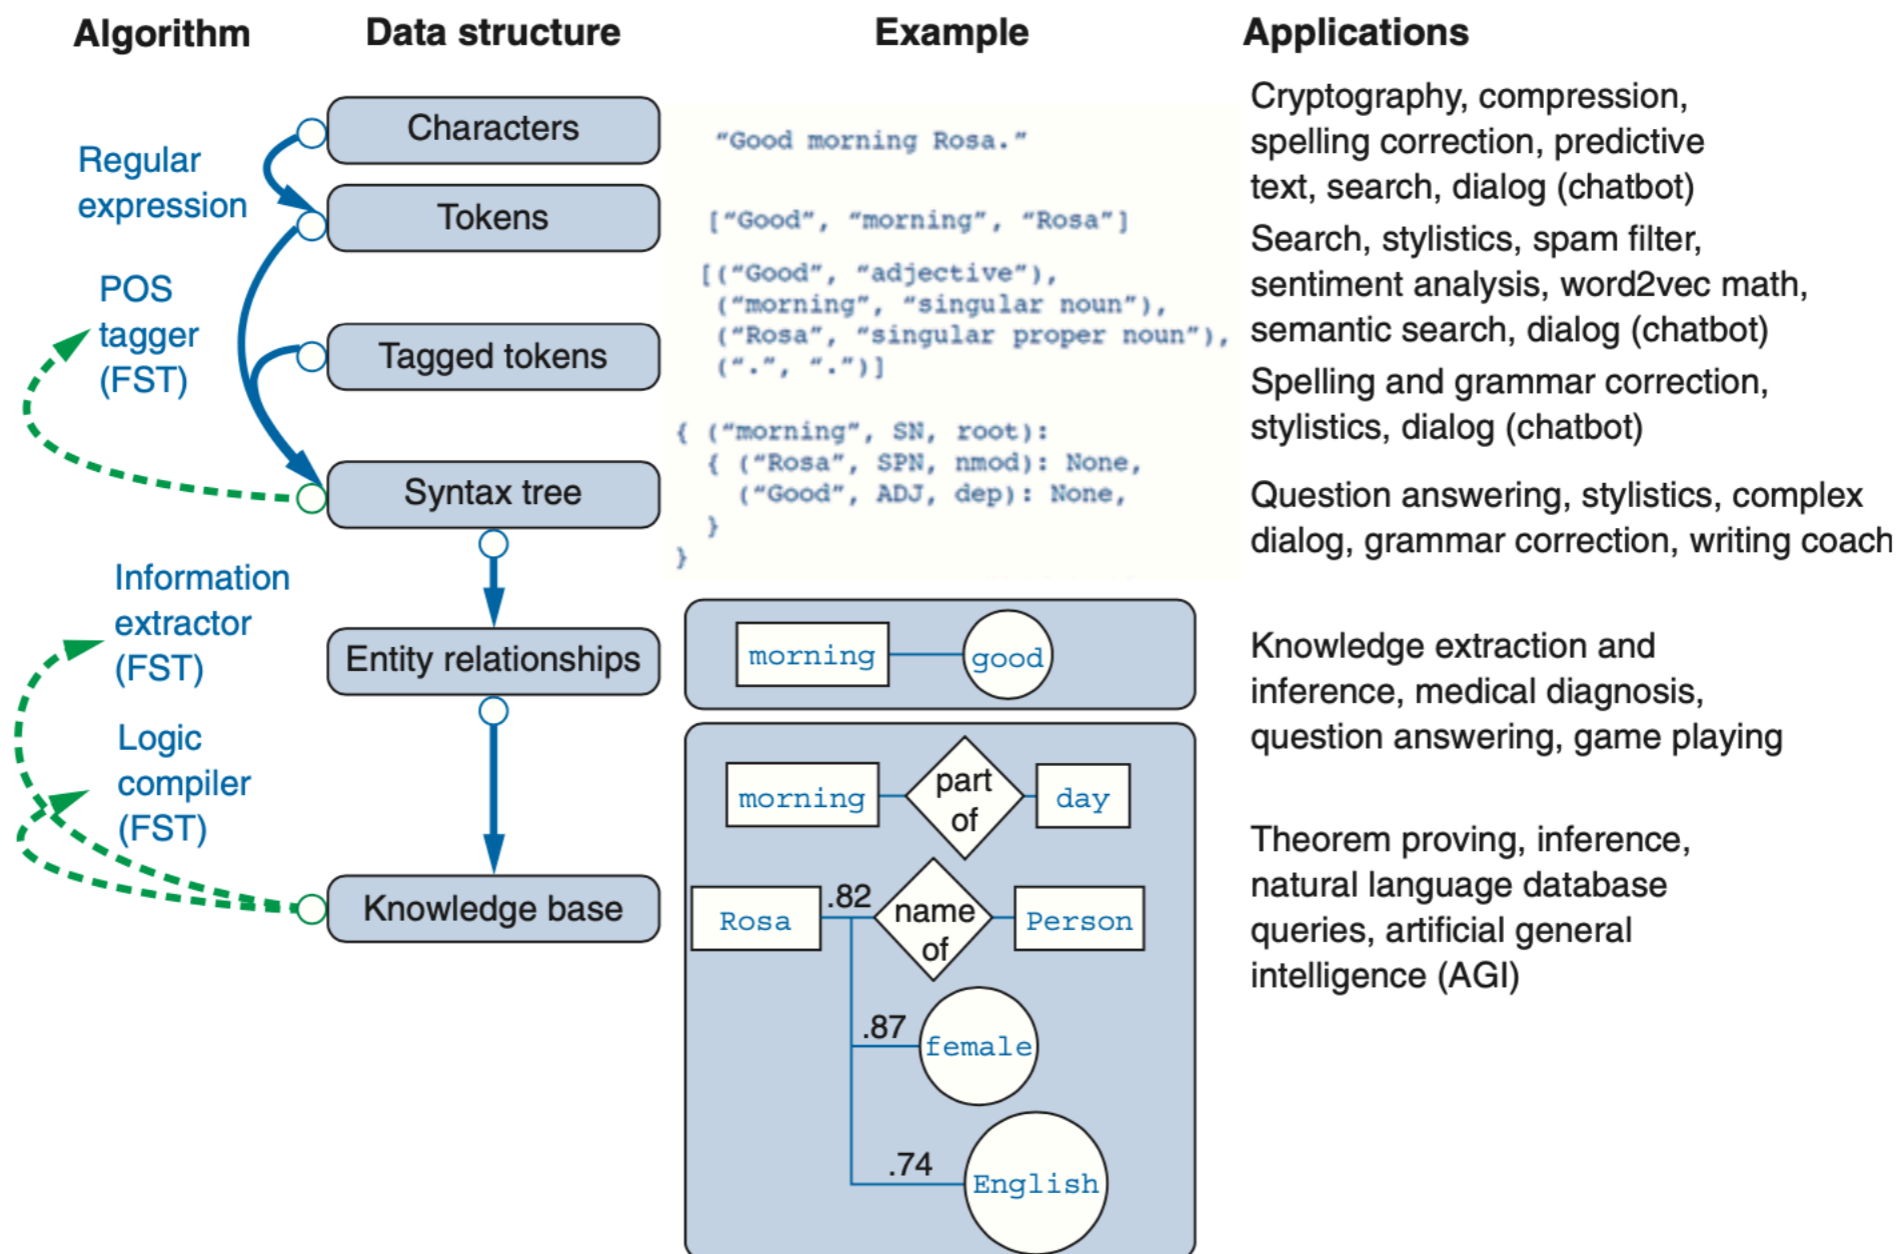 Algorithm
Data structure
Example
Applications
Regular
expression
POS
tagger
(FST)
Information
extractor
(FST)
Logic
compiler
(FST)
Characters
Tokens
Tagged tokens
Syntax tree
Entity relationships
Knowledge base
“Good morning Rosa.”
[“Good”, “morning”, “Rosa”]
[(“Good”, “adjective”),
(“morning”, “singular noun”),
(“Rosa”, “singular proper noun”),
(“.”, “.”)]
{ (“morning”, SN, root):
{ (“Rosa”, SPN, nmod): None,
(“Good”, ADJ, dep): None,
}
}
morning
good
morning
part
of
day
Rosa
.82
name
of
Person
.87
female
.74
English
Cryptography, compression,
spelling correction, predictive
text, search, dialog (chatbot)
Search, stylistics, spam filter,
sentiment analysis, word2vec math,
semantic search, dialog (chatbot)
Spelling and grammar correction,
stylistics, dialog (chatbot)
Question answering, stylistics, complex
dialog, grammar correction, writing coach
Knowledge extraction and
inference, medical diagnosis,
question answering, game playing
Theorem proving, inference,
natural language database
queries, artificial general
intelligence (AGI)